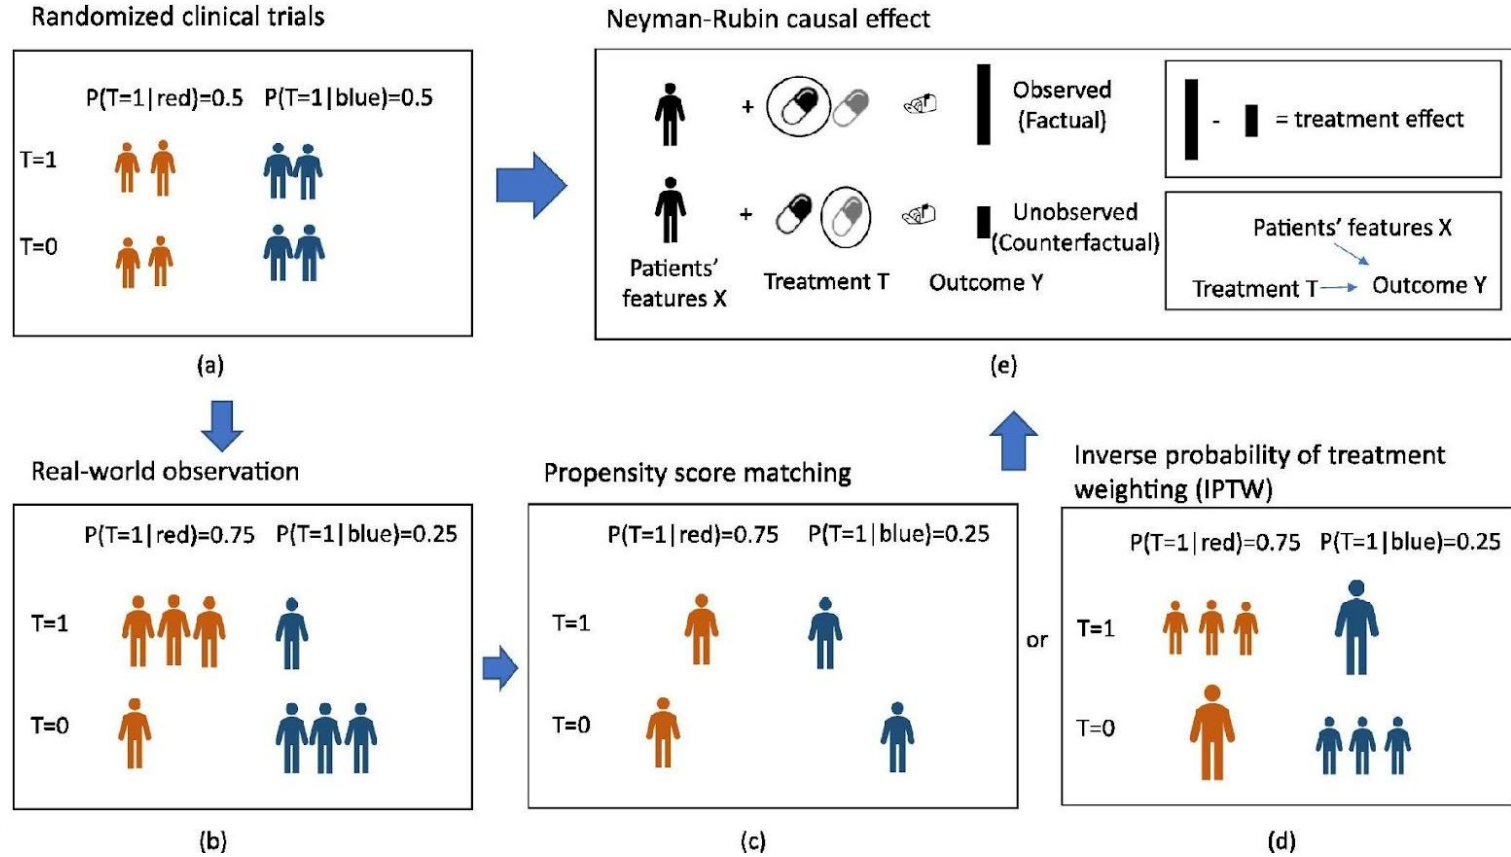 Randomized clinical trials
P(T=1|red)=0.5 P(T=1|blue)=0.5
T=1
T=0
(a)
Neyman-Rubin causal effect
+
Observed
(Factual)
+
Unobserved
(Counterfactual)
Patients'
features X
Treatment T
Outcome Y
- = treatment effect
Patients' features X
Treatment T
Outcome Y
(e)
Real-world observation
P(T=1|red)=0.75 P(T=1|blue)=0.25
T=1
T=0
(b)
Propensity score matching
P(T=1|red)=0.75 P(T=1|blue)=0.25
T=1
T=0
(c)
or
Inverse probability of treatment
weighting (IPTW)
P(T=1|red)=0.75 P(T=1|blue)=0.25
T=1
T=0
(d)